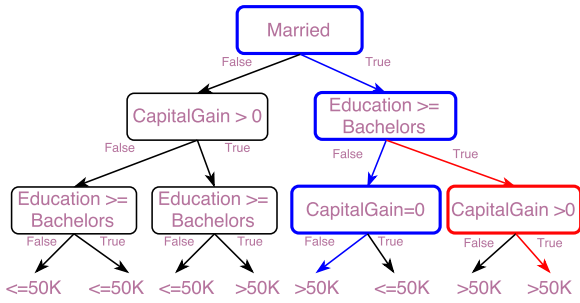 Married
False
True
CapitalGain > 0
Education >=
Bachelors
False
True
False
True
Education >=
Bachelors
Education >=
Bachelors
CapitalGain=0
CapitalGain >0
False
True
False
True
False
True
False
True
<=50K
<=50K
<=50K
>50K
>50K
<=50K
>50K
>50K